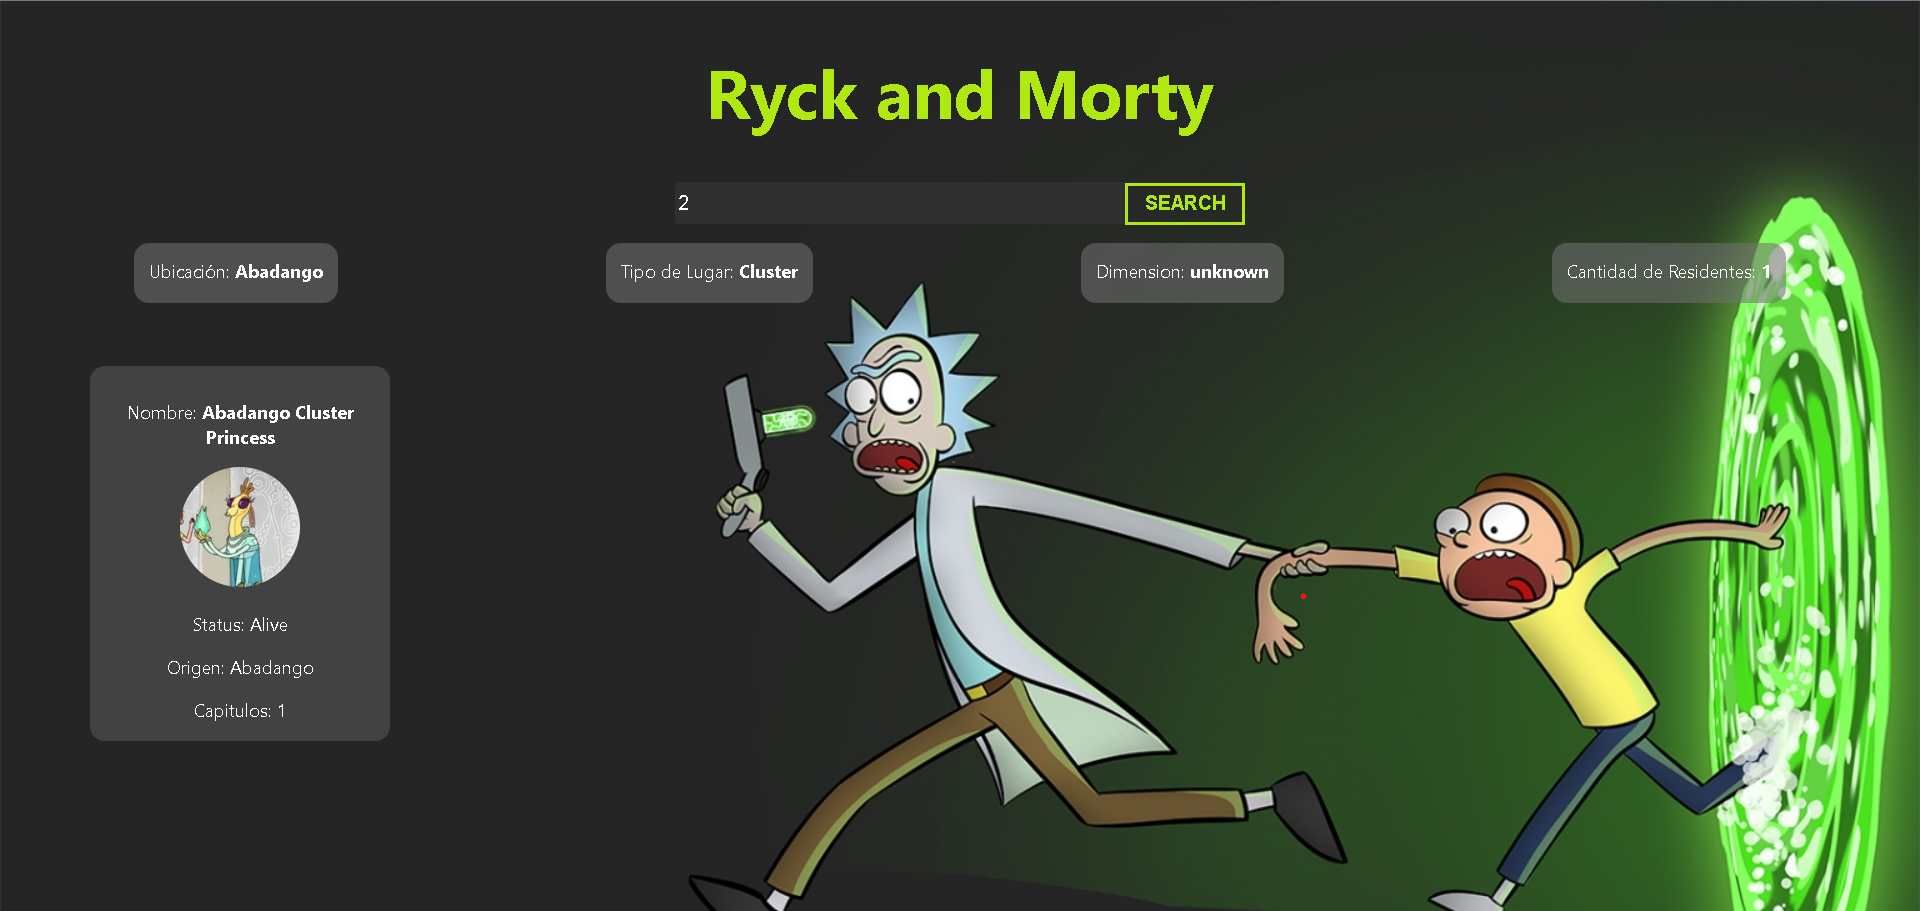 Ryck and Morty
2
SEARCH
Ubicación: Abadango
Tipo de Lugar: Cluster
Dimension: unknown
Cantidad de Residentes: 1
Nombre: Abadango Cluster
Princess
Status: Alive
Origen: Abadango
Capitulos: 1